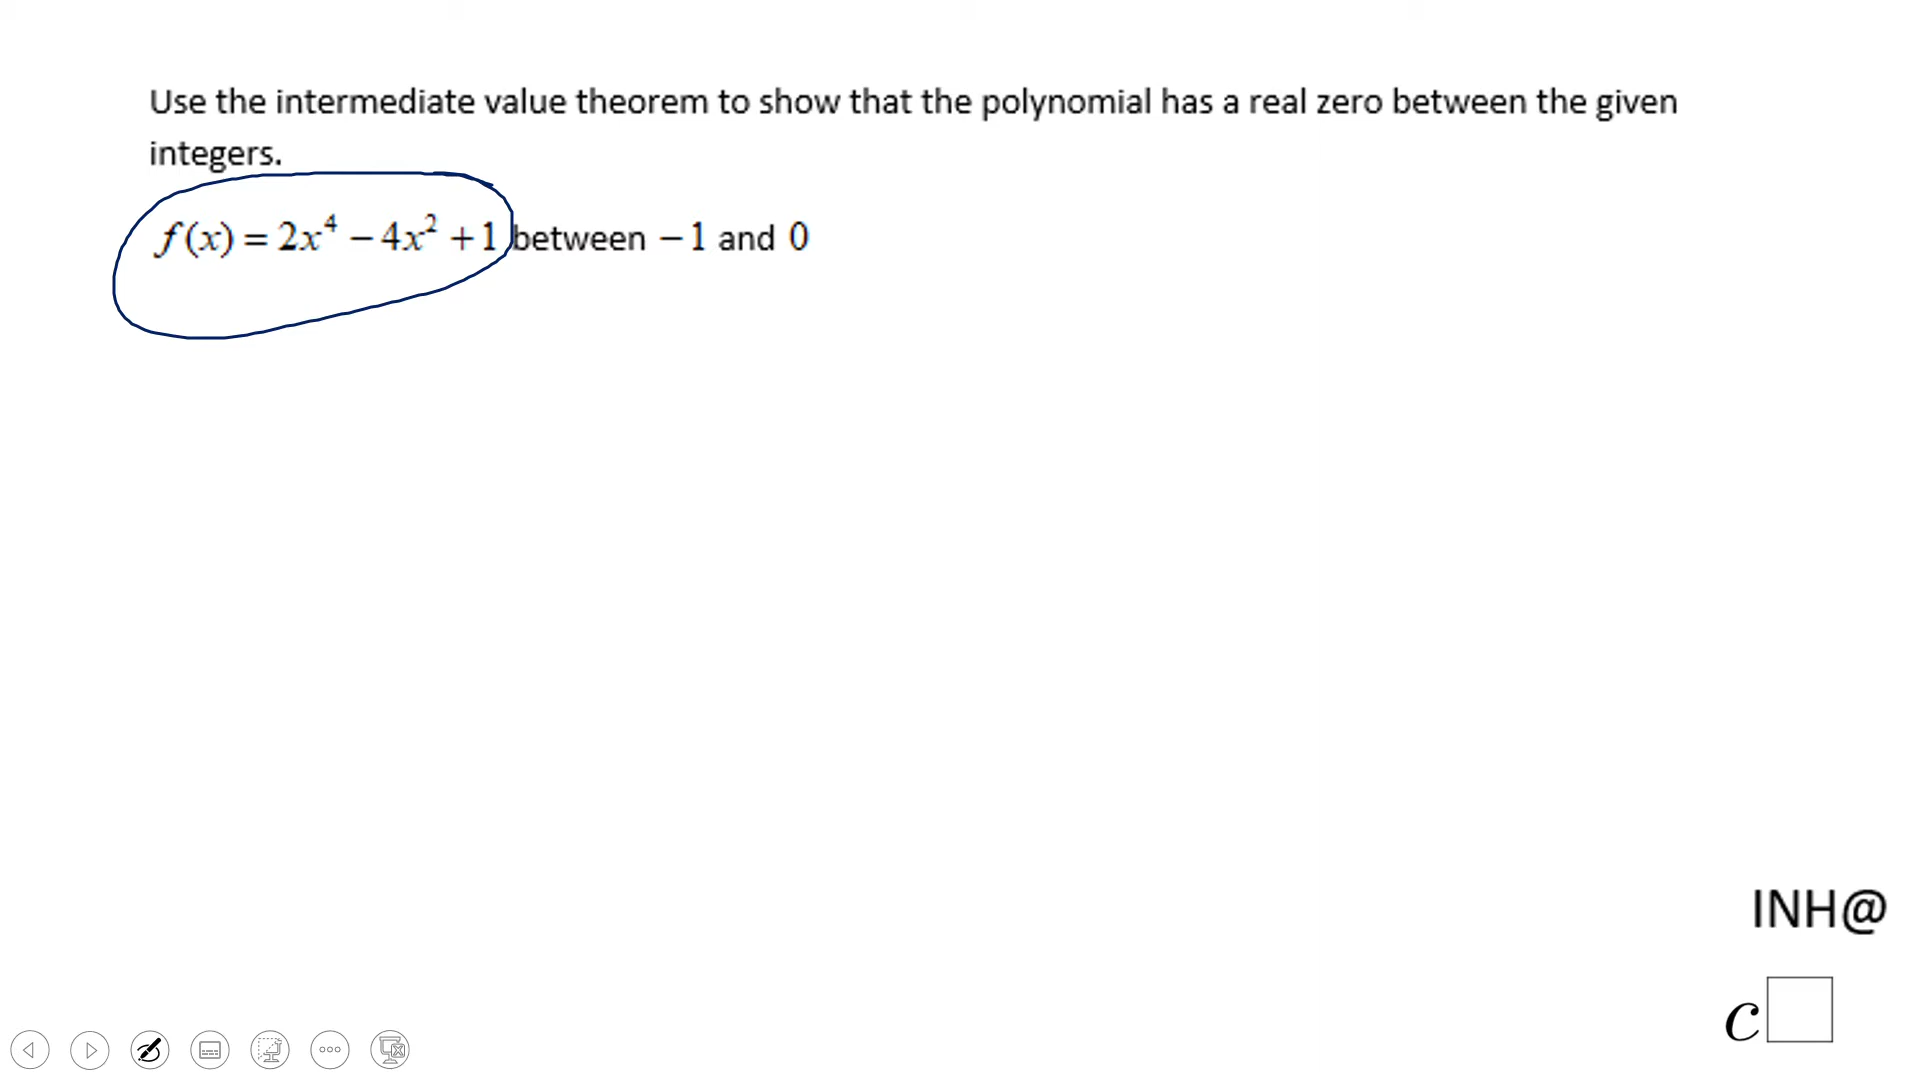 Use the intermediate value theorem to show that the polynomial has a real zero between the given
integers.
f(x) = 2x⁴ − 4x² + 1 between − 1 and 0
INH@
c□